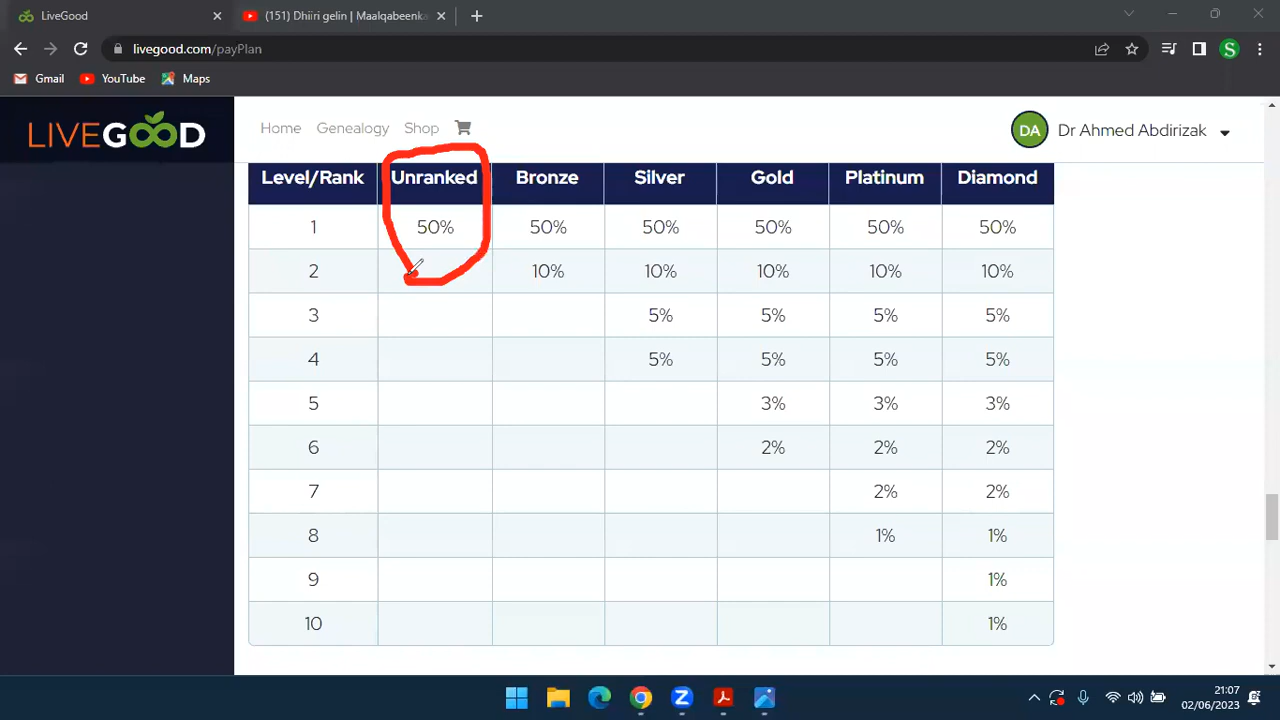 LiveGood
(151) Dhiiri gelin | Maalqabeenka
livegood.com/payPlan
S
Gmail
YouTube
Maps
LIVEGOOD
Home
Genealogy
Shop
DA
Dr Ahmed Abdirizak
Level/Rank Unranked Bronze Silver Gold Platinum Diamond
1 50% 50% 50% 50% 50% 50%
2 10% 10% 10% 10% 10%
3 5% 5% 5% 5%
4 5% 5% 5% 5%
5 3% 3% 3%
6 2% 2% 2%
7 2% 2%
8 1% 1%
9 1%
10 1%
21:07
02/06/2023